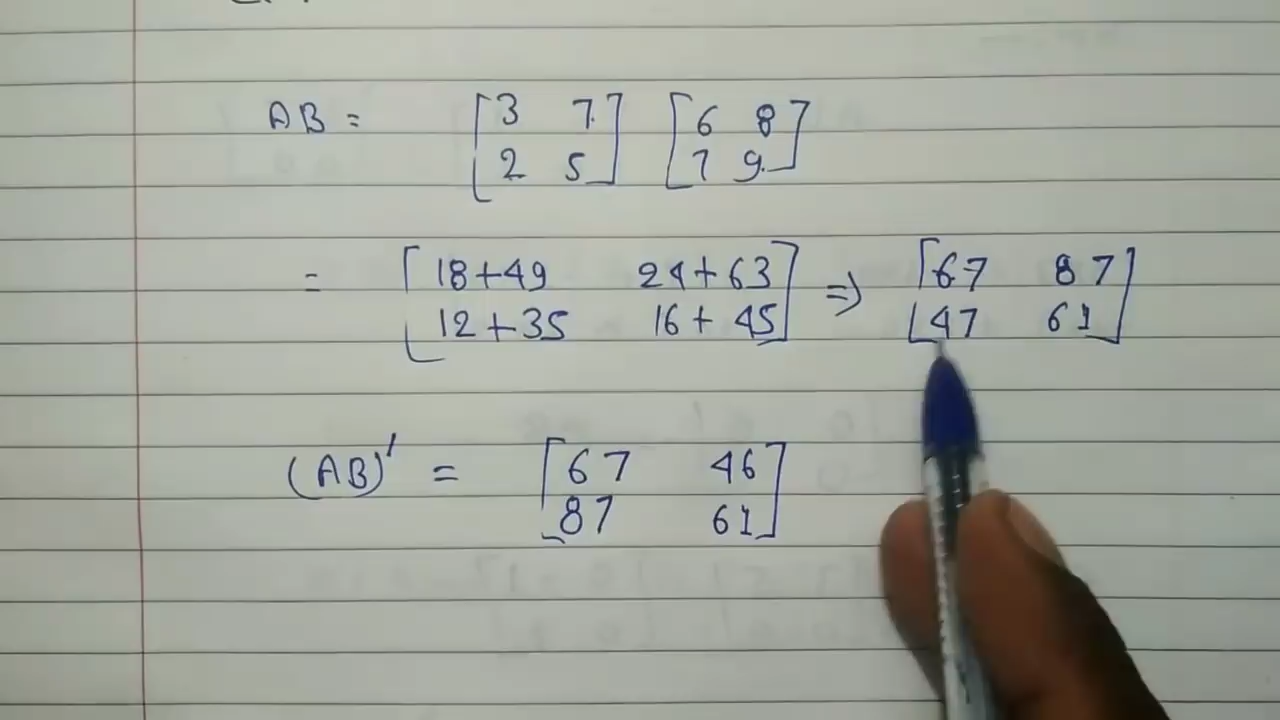 AB = [3 7] [6 8]
[2 5] [7 9]
= [18+49 24+63] ⇒ [67 87]
[12+35 16+45] [47 61]
(AB)' = [67 46]
[87 61]